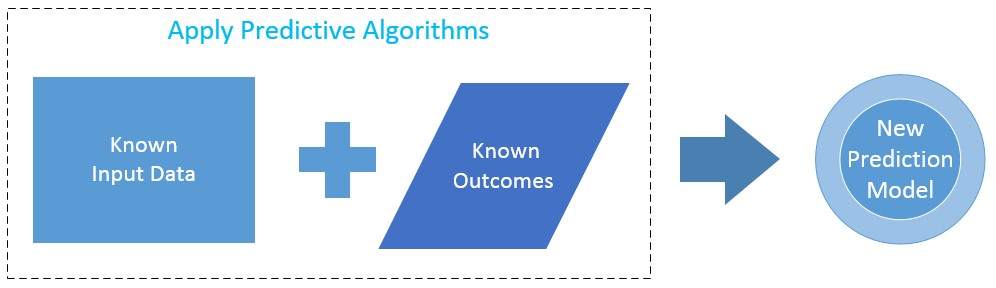 Apply Predictive Algorithms
Known
Input Data
Known
Outcomes
New
Prediction
Model